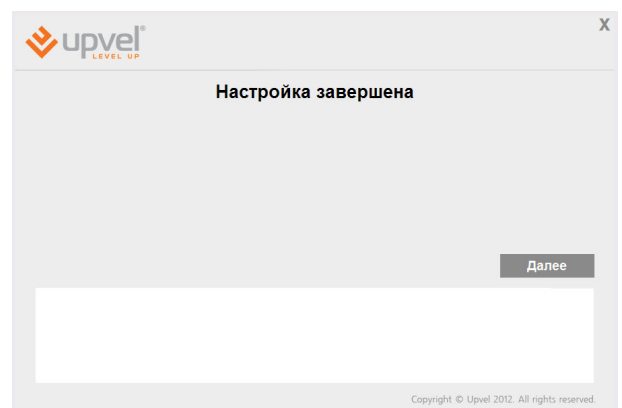 X
upvel®
LEVEL UP
Настройка завершена
Далее
Copyright © Upvel 2012. All rights reserved.